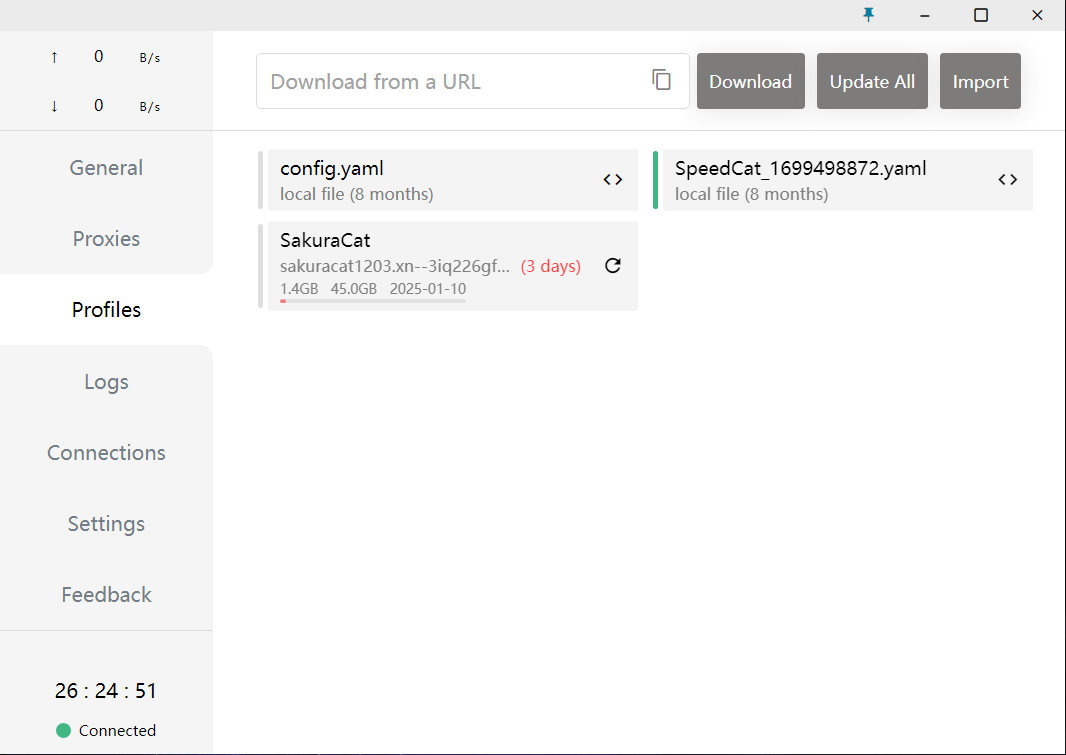 ↑ 0 B/s
↓ 0 B/s
General
Proxies
Profiles
Logs
Connections
Settings
Feedback
26 : 24 : 51
Connected
Download from a URL
Download
Update All
Import
config.yaml
local file (8 months)
SpeedCat_1699498872.yaml
local file (8 months)
SakuraCat
sakuracat1203.xn--3iq226gf... (3 days)
1.4GB 45.0GB 2025-01-10